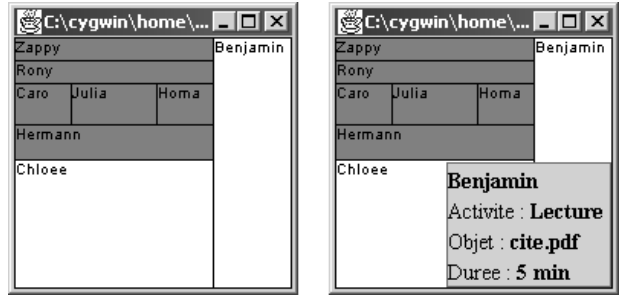 C:\cygwin\home\...
Zappy
Benjamin
Rony
Caro Julia Homa
Hermann
Chloee
C:\cygwin\home\...
Zappy
Benjamin
Rony
Caro Julia Homa
Hermann
Chloee
Benjamin
Activite : Lecture
Objet : cite.pdf
Duree : 5 min